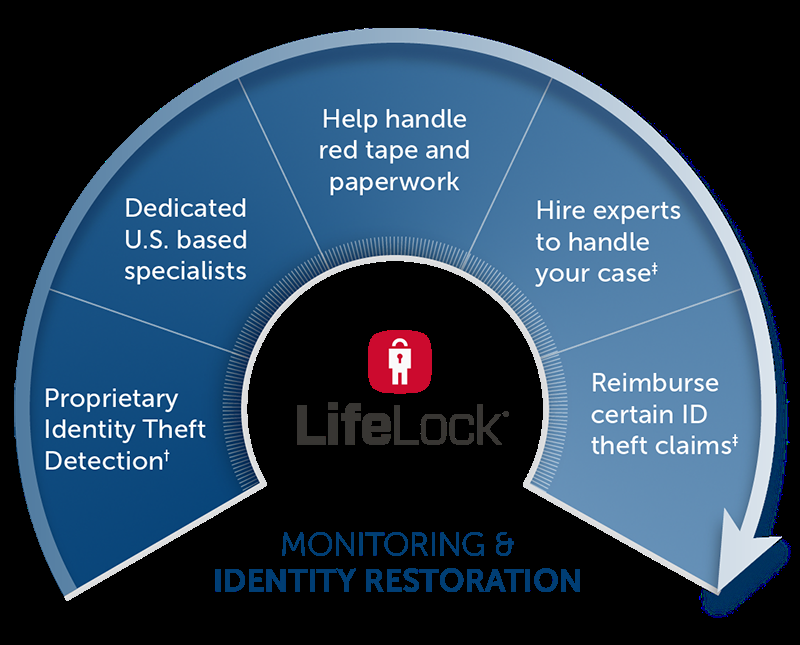 Proprietary
Identity Theft
Detection†
Dedicated
U.S. based
specialists
Help handle
red tape and
paperwork
Hire experts
to handle
your case‡
Reimburse
certain ID
theft claims‡
LifeLock
MONITORING &
IDENTITY RESTORATION